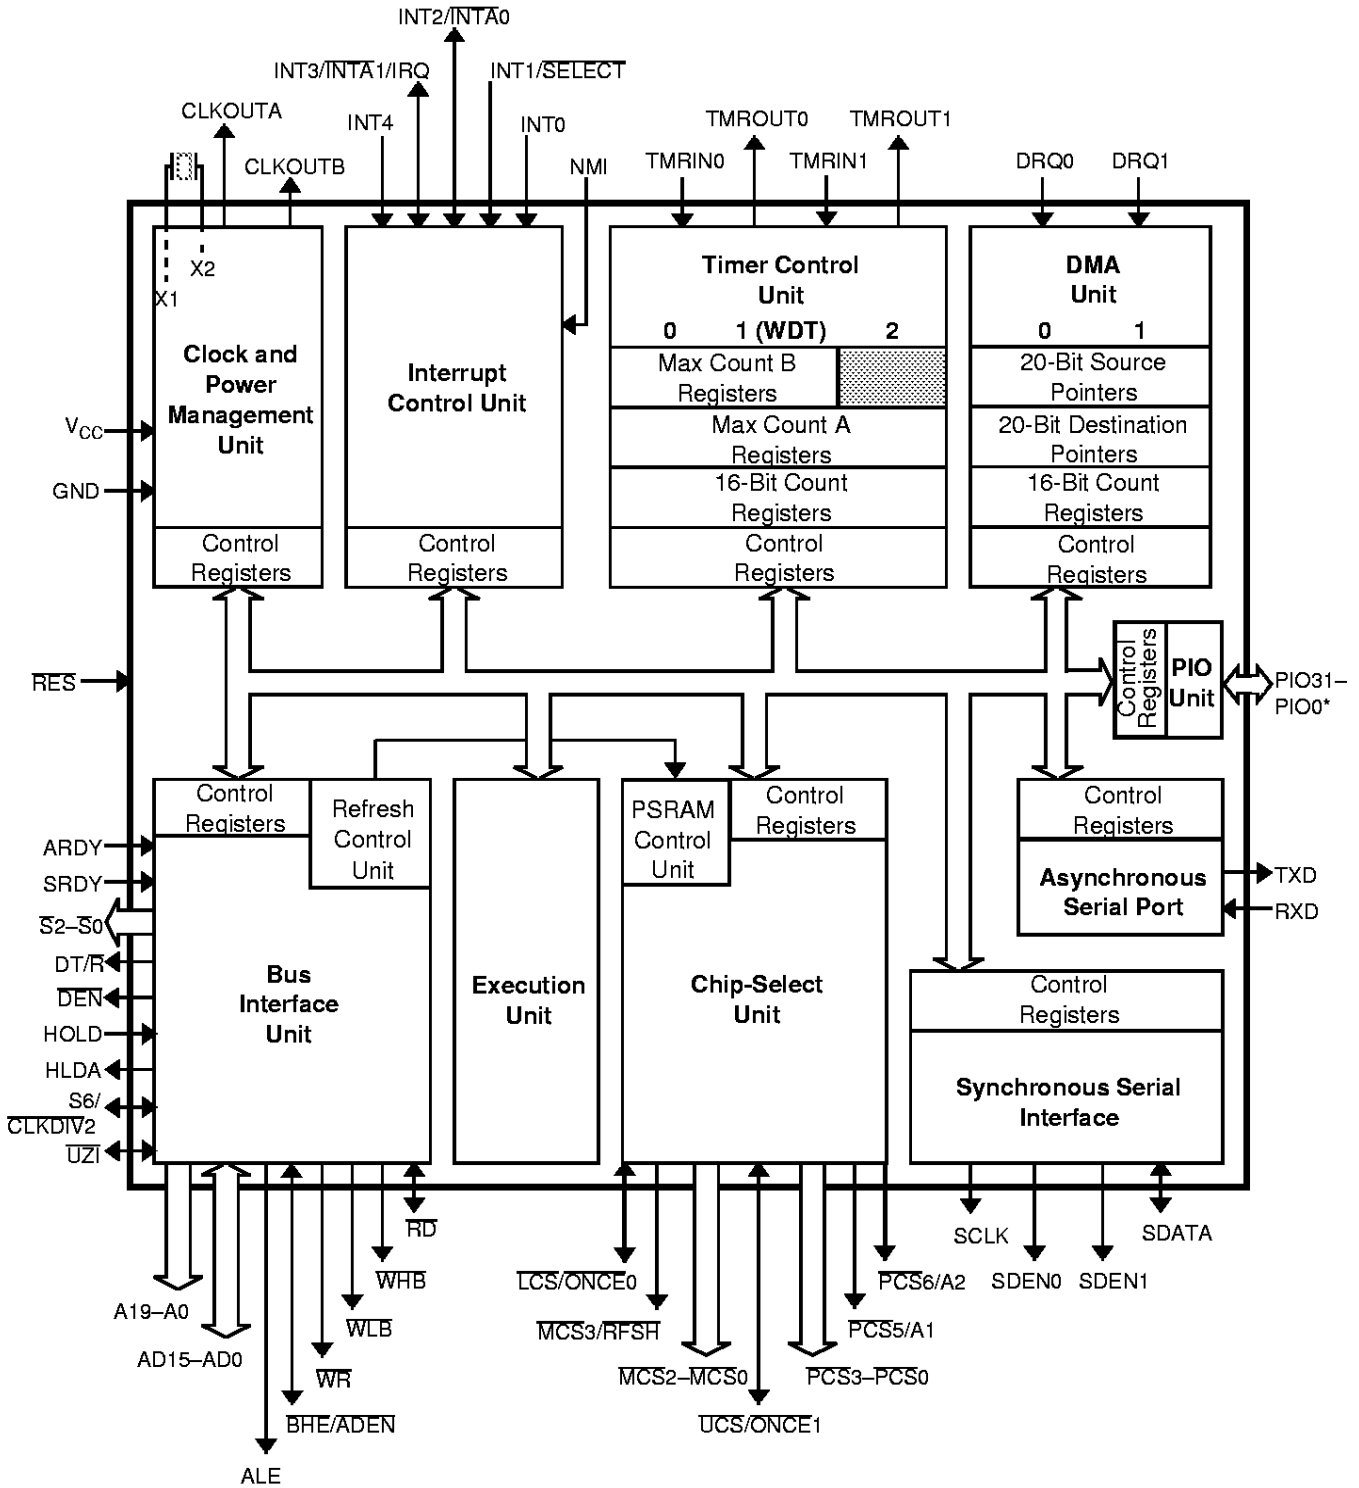 INT2/INTA0
INT3/INTA1/IRQ
INT1/SELECT
CLKOUTA
INT4
INT0
TMROUT0
TMROUT1
CLKOUTB
NMI
TMRIN0
TMRIN1
DRQ0
DRQ1
X2
X1
Clock and
Power
Management
Unit
Control
Registers
Interrupt
Control Unit
Control
Registers
Timer Control
Unit
0 1 (WDT) 2
Max Count B
Registers
Max Count A
Registers
16-Bit Count
Registers
Control
Registers
DMA
Unit
0 1
20-Bit Source
Pointers
20-Bit Destination
Pointers
16-Bit Count
Registers
Control
Registers
VCC
GND
RES
Control
Registers
PIO
Unit
PIO31–
PIO0*
Control
Registers
Refresh
Control
Unit
Bus
Interface
Unit
Execution
Unit
PSRAM
Control
Unit
Control
Registers
Chip-Select
Unit
Control
Registers
Asynchronous
Serial Port
TXD
RXD
Control
Registers
Synchronous Serial
Interface
ARDY
SRDY
S2–S0
DT/R
DEN
HOLD
HLDA
S6/
CLKDIV2
UZI
RD
WHB
A19–A0
WLB
AD15–AD0
WR
BHE/ADEN
ALE
LCS/ONCE0
MCS3/RFSH
MCS2–MCS0
UCS/ONCE1
PCS6/A2
PCS5/A1
PCS3–PCS0
SCLK
SDATA
SDEN0
SDEN1